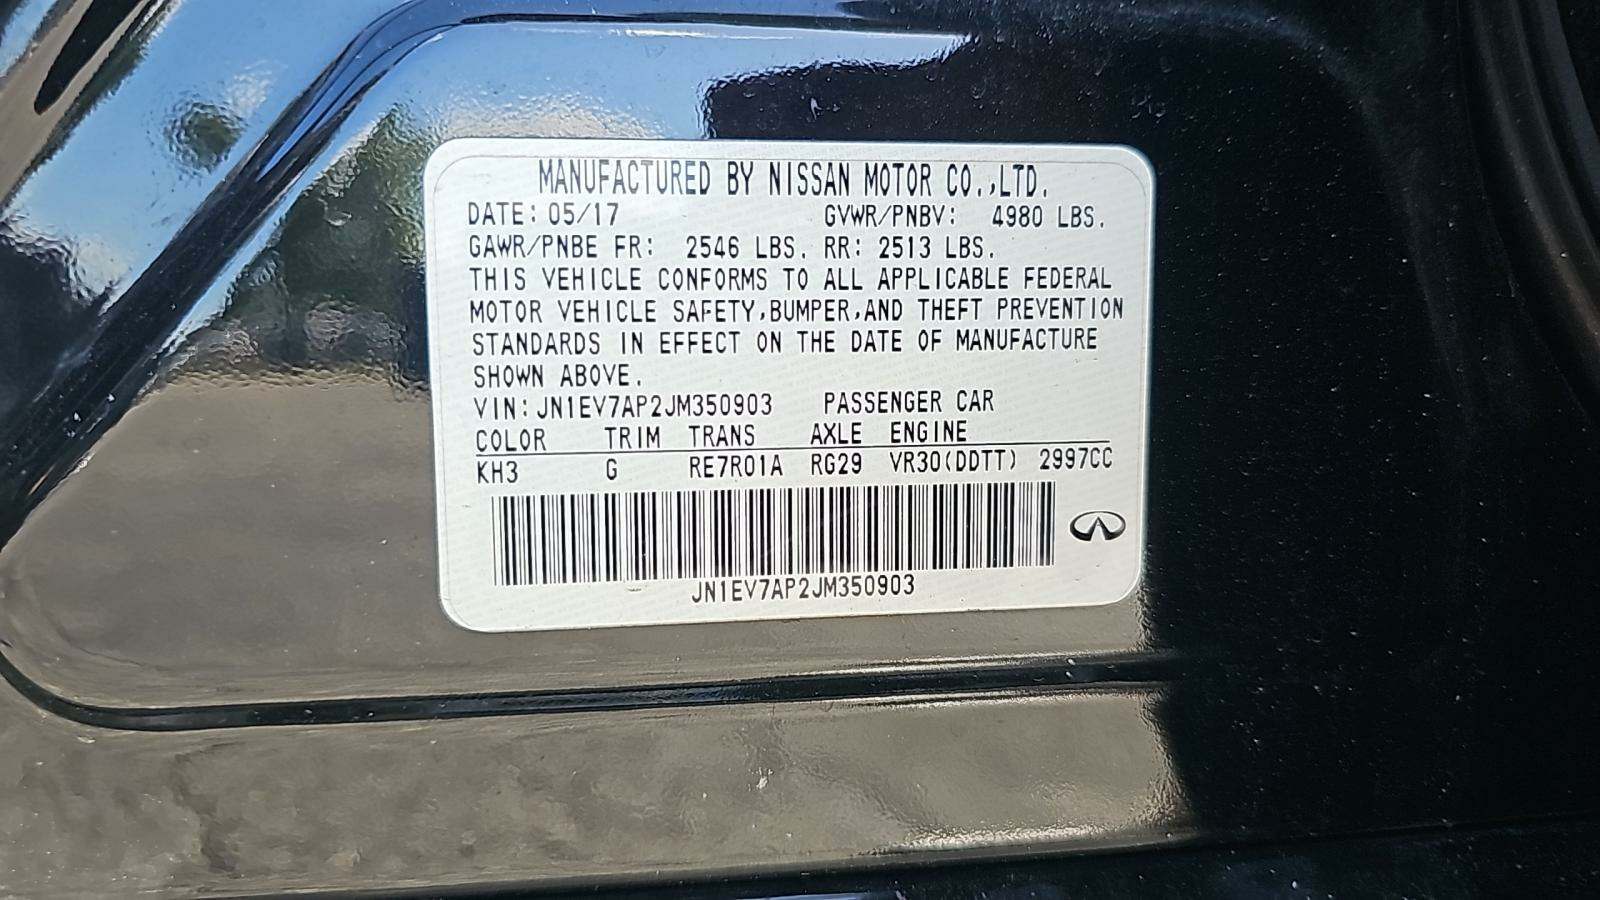 MANUFACTURED BY NISSAN MOTOR CO.,LTD.
DATE: 05/17 GVWR/PNBV: 4980 LBS.
GAWR/PNBE FR: 2546 LBS. RR: 2513 LBS.
THIS VEHICLE CONFORMS TO ALL APPLICABLE FEDERAL
MOTOR VEHICLE SAFETY,BUMPER,AND THEFT PREVENTION
STANDARDS IN EFFECT ON THE DATE OF MANUFACTURE
SHOWN ABOVE.
VIN:JN1EV7AP2JM350903 PASSENGER CAR
COLOR TRIM TRANS AXLE ENGINE
KH3 G RE7R01A RG29 VR30(DDTT) 2997CC
JN1EV7AP2JM350903